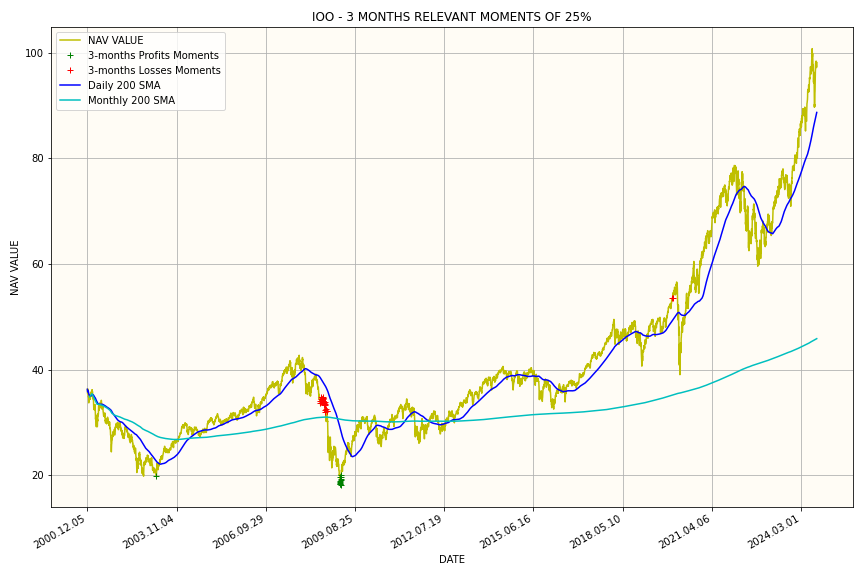 IOO - 3 MONTHS RELEVANT MOMENTS OF 25%
NAV VALUE
3-months Profits Moments
3-months Losses Moments
Daily 200 SMA
Monthly 200 SMA
100
80
60
40
20
NAV VALUE
2000.12.05
2003.11.04
2006.09.29
2009.08.25
2012.07.19
2015.06.16
2018.05.10
2021.04.06
2024.03.01
DATE